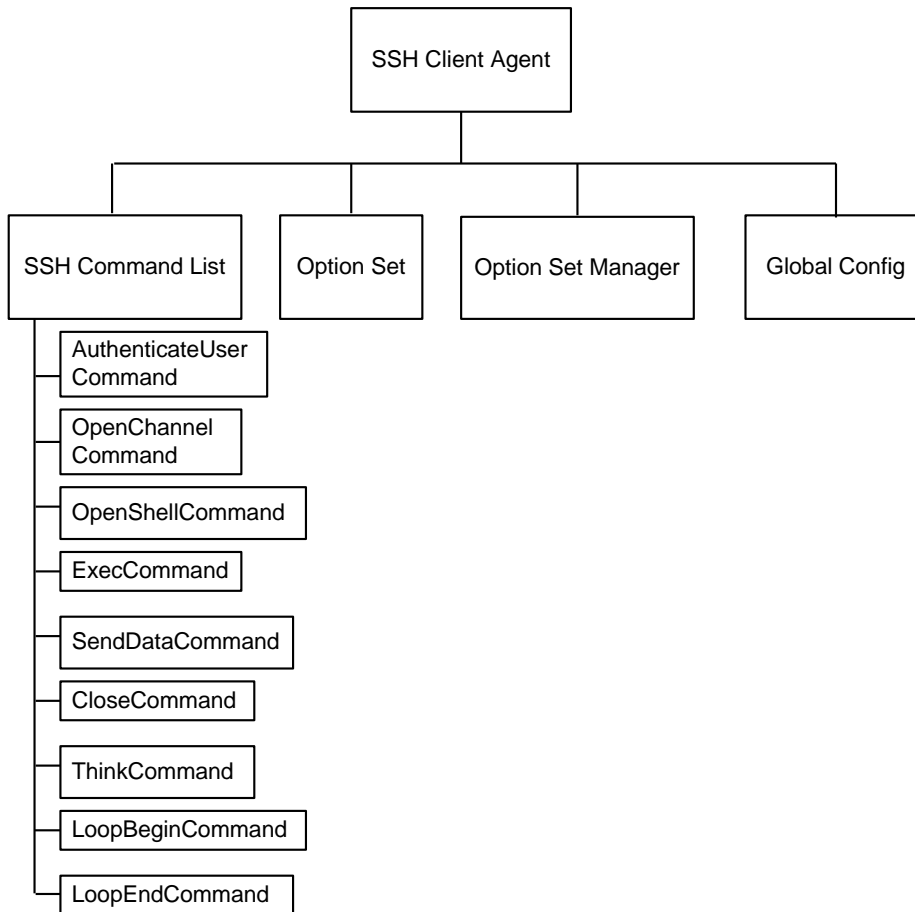 SSH Client Agent
SSH Command List
Option Set
Option Set Manager
Global Config
AuthenticateUser
Command
OpenChannel
Command
OpenShellCommand
ExecCommand
SendDataCommand
CloseCommand
ThinkCommand
LoopBeginCommand
LoopEndCommand